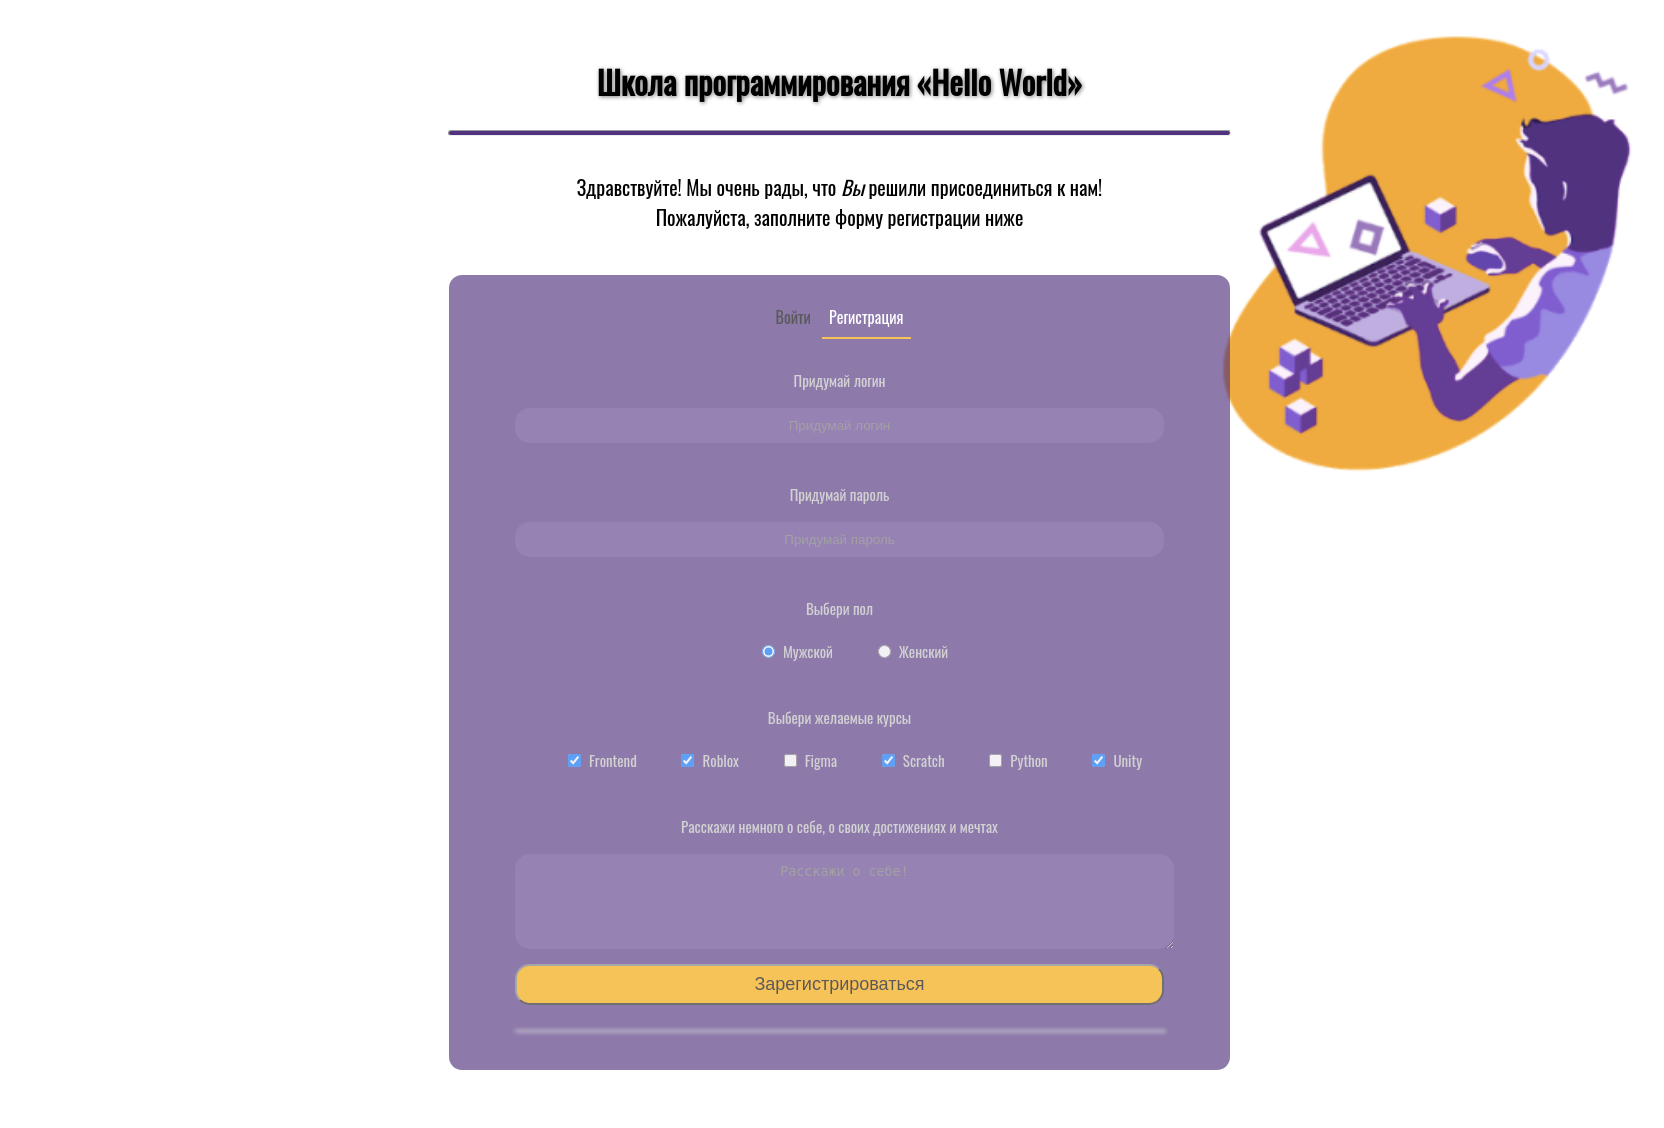 Школа программирования «Hello World»
Здравствуйте! Мы очень рады, что Вы решили присоединиться к нам!
Пожалуйста, заполните форму регистрации ниже
Войти Регистрация
Придумай логин
Придумай логин
Придумай пароль
Придумай пароль
Выбери пол
Мужской Женский
Выбери желаемые курсы
Frontend Roblox Figma Scratch Python Unity
Расскажи немного о себе, о своих достижениях и мечтах
Расскажи о себе!
Зарегистрироваться